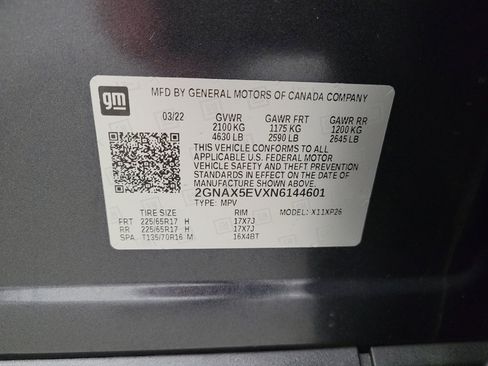 gm
MFD BY GENERAL MOTORS OF CANADA COMPANY
03/22 GVWR GAWR FRT GAWR RR
2100 KG 1175 KG 1200 KG
4630 LB 2590 LB 2645 LB
THIS VEHICLE CONFORMS TO ALL
APPLICABLE U.S. FEDERAL MOTOR
VEHICLE SAFETY AND THEFT PREVENTION
STANDARDS IN EFFECT ON THE DATE OF
MANUFACTURE SHOWN ABOVE.
2GNAX5EVXN6144601
TYPE: MPV MODEL: X11XP26
TIRE SIZE RIM
FRT 225/65R17 H 17X7J
RR 225/65R17 H 17X7J
SPA T135/70R16 M 16X4BT